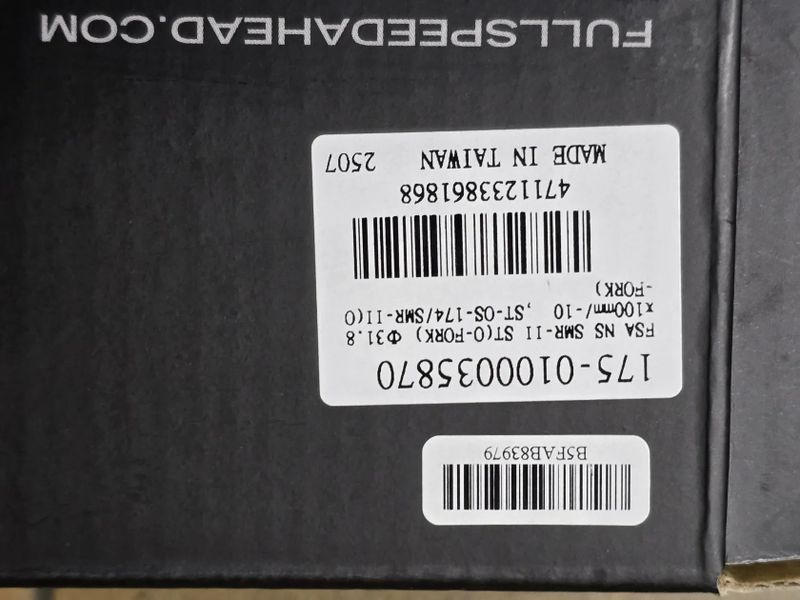 B5FAB83979
175-0100035870
FSA NS SMR-II ST(O-FORK) Φ31.8
x100mm/-10 ,ST-OS-174/SMR-II(O
-FORK)
4711233861868
MADE IN TAIWAN 2507
FULLSPEEDAHEAD.COM